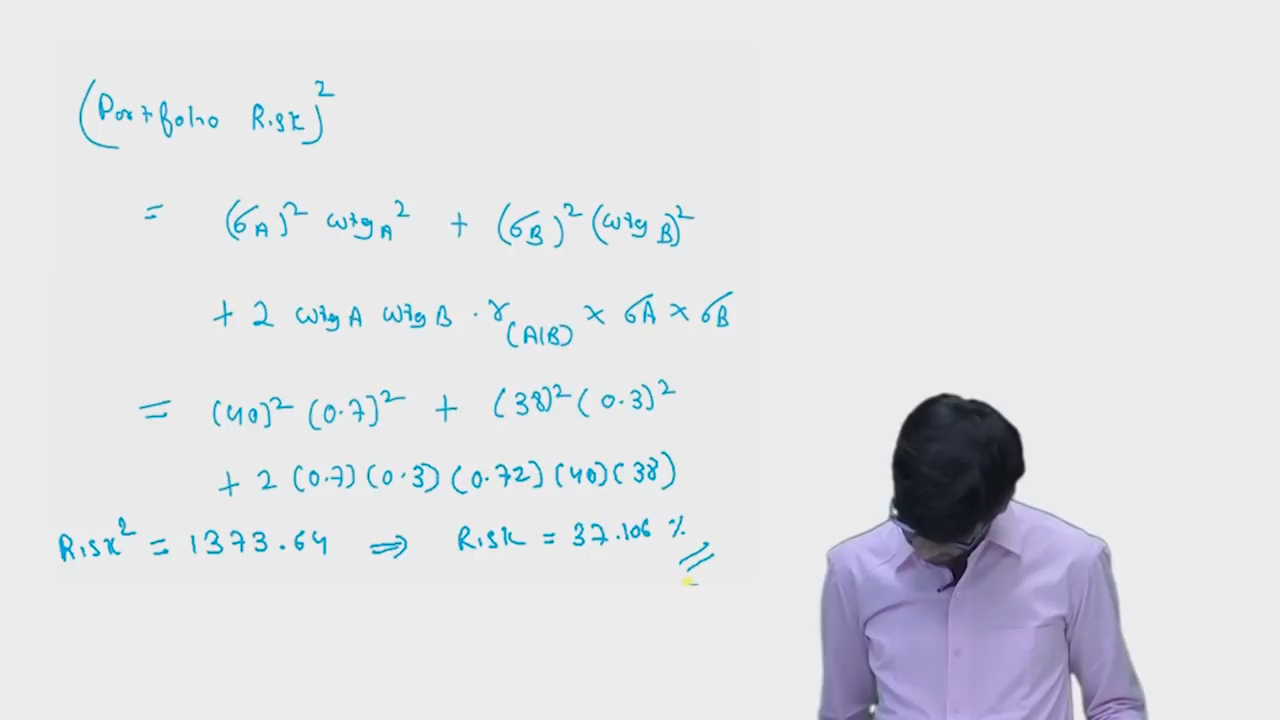 (Portfolio Risk)²
= (σA)² wtgA² + (σB)² (wtg B)²
+ 2 wtgA wtgB · r(A|B) × σA × σB
= (40)² (0.7)² + (38)² (0.3)²
+ 2 (0.7) (0.3) (0.72) (40) (38)
Risk² = 1373.64 ⇒ Risk = 37.106 %